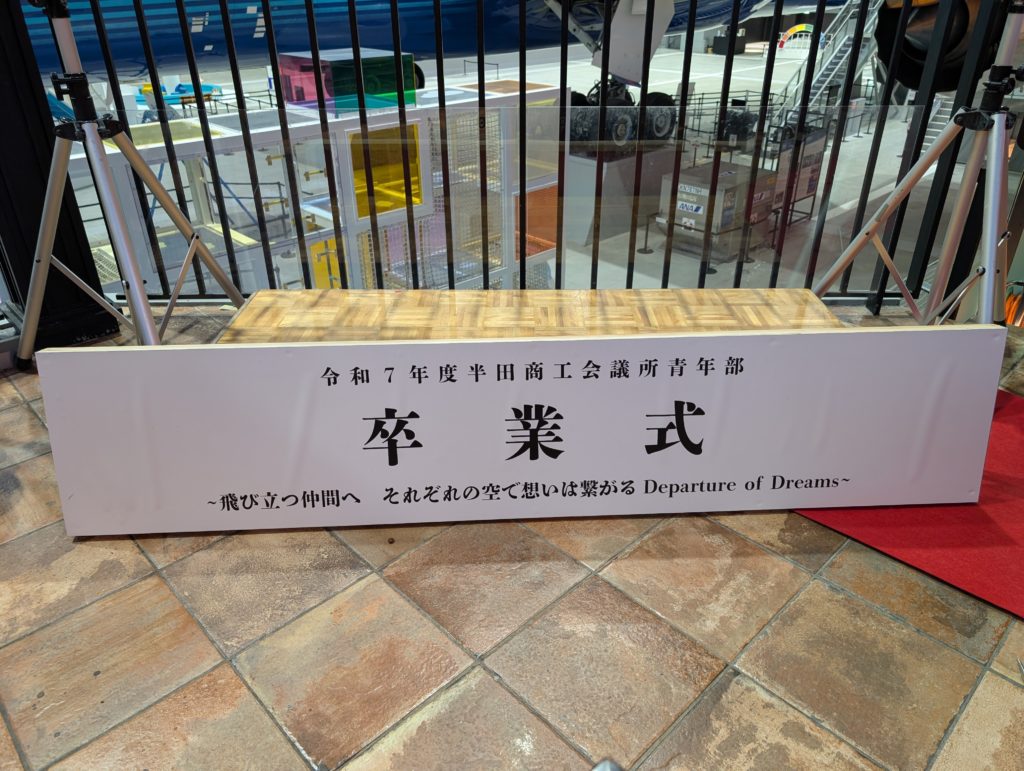 令和7年度半田商工会議所青年部
卒業式
~飛び立つ仲間へ それぞれの空で想いは繋がる Departure of Dreams~
ANA